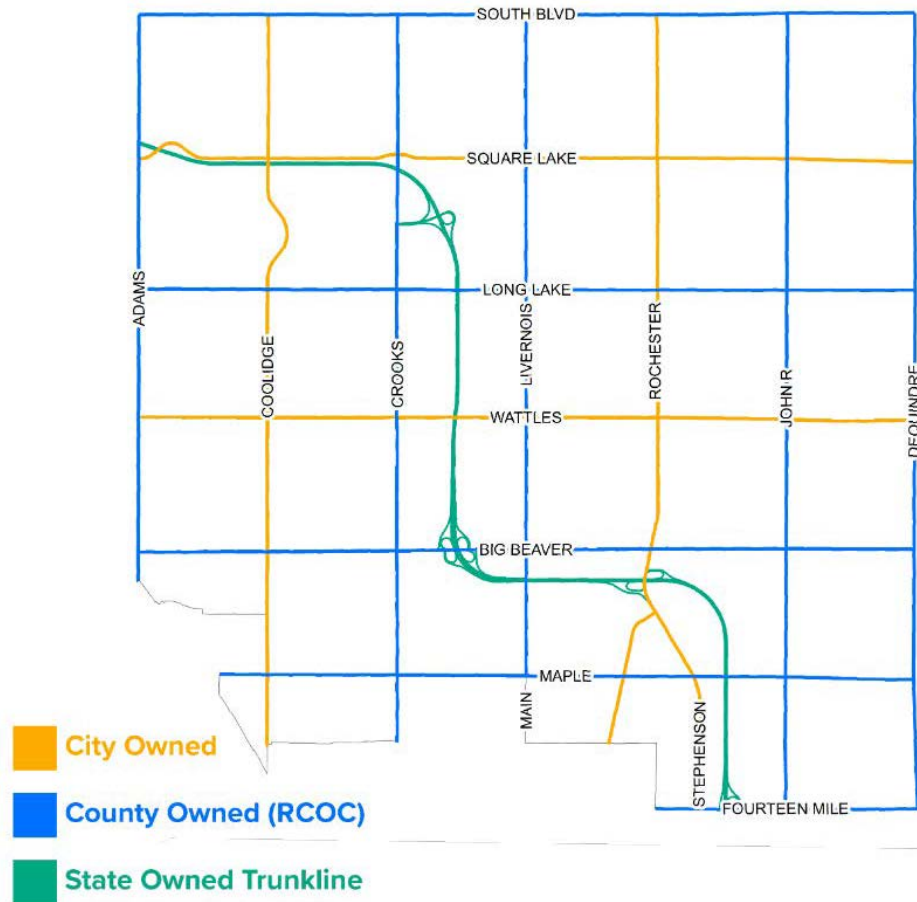 SOUTH BLVD
SQUARE LAKE
LONG LAKE
ADAMS
COOLIDGE
CROOKS
LIVERNOIS
ROCHESTER
JOHN R
DEQUINDRE
WATTLES
BIG BEAVER
MAPLE
MAIN
STEPHENSON
FOURTEEN MILE
City Owned
County Owned (RCOC)
State Owned Trunkline